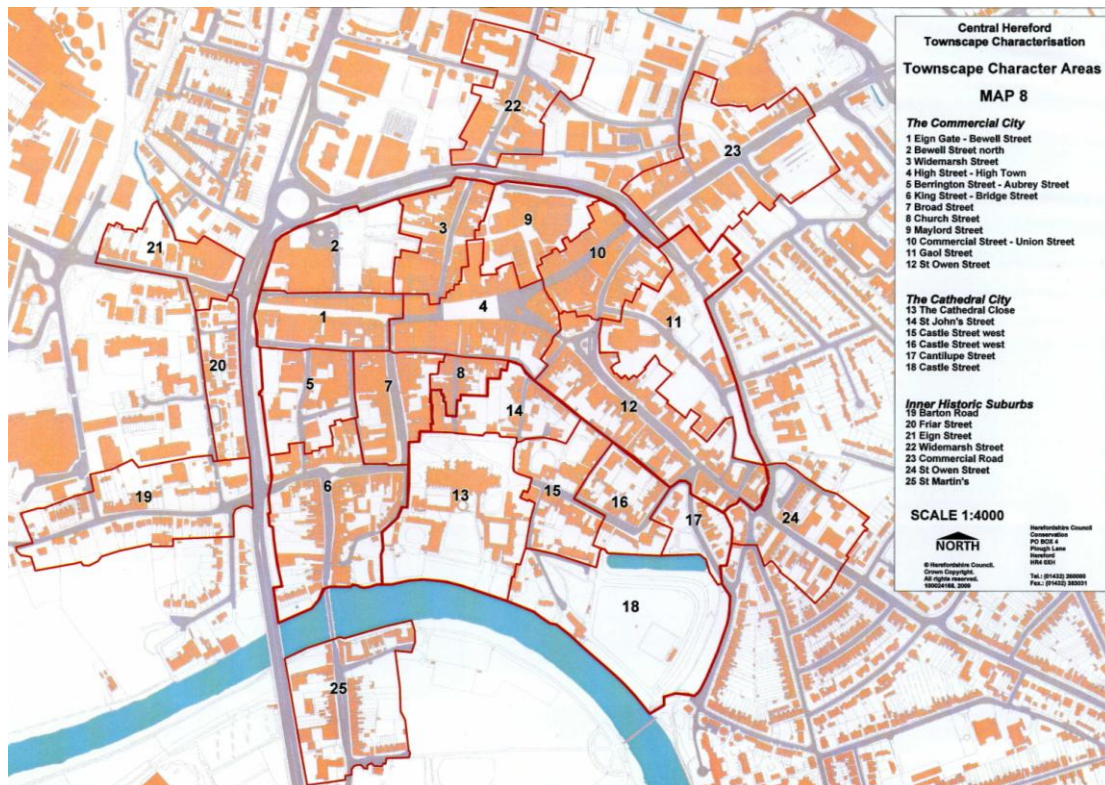 Central Hereford
Townscape Characterisation
Townscape Character Areas
MAP 8
The Commercial City
1 Eign Gate - Bewell Street
2 Bewell Street north
3 Widemarsh Street
4 High Street - High Town
5 Berrington Street - Aubrey Street
6 King Street - Bridge Street
7 Broad Street
8 Church Street
9 Maylord Street
10 Commercial Street - Union Street
11 Gaol Street
12 St Owen Street
The Cathedral City
13 The Cathedral Close
14 St John's Street
15 Castle Street west
16 Castle Street west
17 Cantilupe Street
18 Castle Street
Inner Historic Suburbs
19 Barton Road
20 Friar Street
21 Eign Street
22 Widemarsh Street
23 Commercial Road
24 St Owen Street
25 St Martin's
SCALE 1:4000
NORTH
© Herefordshire Council.
Crown Copyright.
All rights reserved.
100024168. 2009
Herefordshire Council
Conservation
PO BOX 4
Plough Lane
Hereford
HR4 0XH
Tel.: (01432) 260000
Fax.: (01432) 383031
22
23
21
2
3
9
10
4
1
11
20
5
7
8
14
12
19
6
13
15
16
17
24
18
25